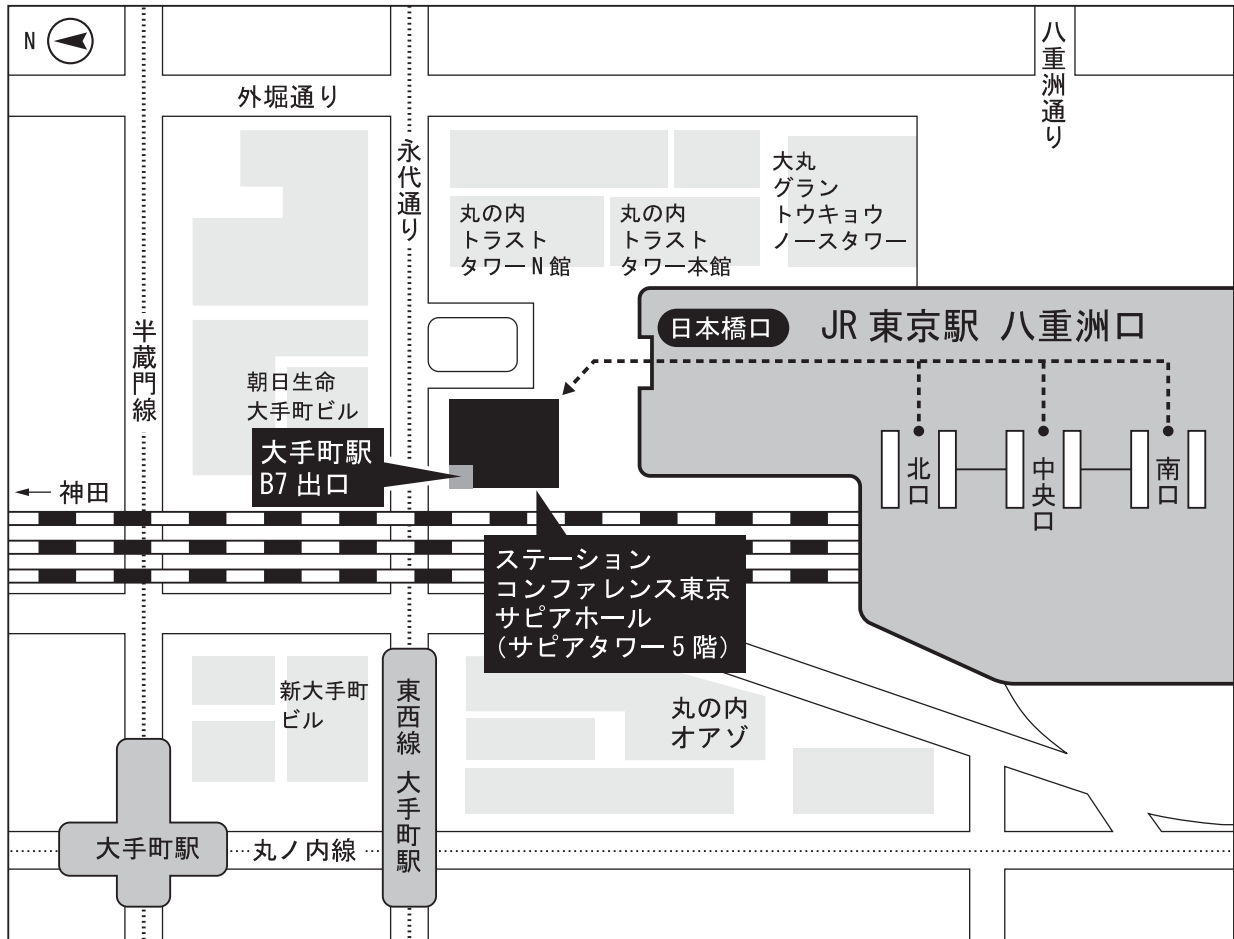 N
外堀通り
八重洲通り
永代通り
半蔵門線
丸の内
トラスト
タワーN館
丸の内
トラスト
タワー本館
大丸
グラン
トウキョウ
ノースタワー
日本橋口
JR 東京駅 八重洲口
朝日生命
大手町ビル
大手町駅
B7 出口
← 神田
北口
中央口
南口
ステーション
コンファレンス東京
サピアホール
（サピアタワー5階）
新大手町
ビル
東西線 大手町駅
丸の内
オアゾ
大手町駅
丸ノ内線